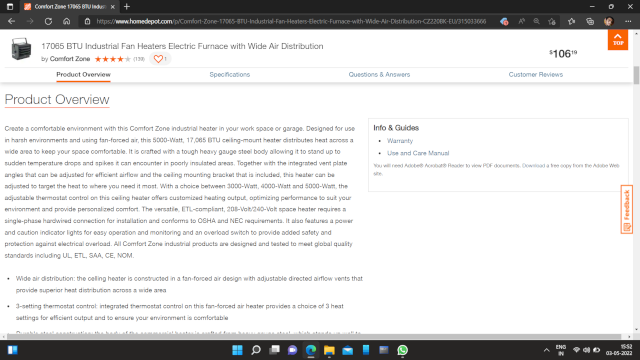 Comfort Zone 17065 BTU Indust
https://www.homedepot.com/p/Comfort-Zone-17065-BTU-Industrial-Fan-Heaters-Electric-Furnace-with-Wide-Air-Distribution-CZ220BK-EU/315033666
17065 BTU Industrial Fan Heaters Electric Furnace with Wide Air Distribution
by Comfort Zone (139) 5
$106.19
TOP
Product Overview Specifications Questions & Answers Customer Reviews
Product Overview
Create a comfortable environment with this Comfort Zone industrial heater in your work space or garage. Designed for use
in harsh environments and using fan-forced air, this 5000-Watt, 17,065 BTU ceiling-mount heater distributes heat across a
wide area to keep your space comfortable. It is crafted with a tough heavy gauge steel body allowing it to stand up to
sudden temperature drops and spikes it can encounter in poorly insulated areas. Together with the integrated vent plate
angles that can be adjusted for efficient airflow and the ceiling mounting bracket that is included, this heater can be
adjusted to target the heat to where you need it most. With a choice between 3000-Watt, 4000-Watt and 5000-Watt, the
adjustable thermostat control on this ceiling heater offers customized heating output, optimizing performance to suit your
environment and provide personalized comfort. The versatile, ETL-compliant, 208-Volt/240-Volt space heater requires a
single-phase hardwired connection for installation and conforms to OSHA and NEC requirements. It also features a power
and caution indicator lights for easy operation and monitoring and an overload switch to provide added safety and
protection against electrical overload. All Comfort Zone industrial products are designed and tested to meet global quality
standards including UL, ETL, SAA, CE, NOM.
• Wide air distribution: the ceiling heater is constructed in a fan-forced air design with adjustable directed airflow vents that
provide superior heat distribution across a wide area
• 3-setting thermostat control: integrated thermostat control on this fan-forced air heater provides a choice of 3 heat
settings for efficient output and to ensure your environment is comfortable
Info & Guides
• Warranty
• Use and Care Manual
You will need Adobe® Acrobat® Reader to view PDF documents. Download a free copy from the Adobe Web
site.
Feedback
ENG
IN
15:52
03-05-2022